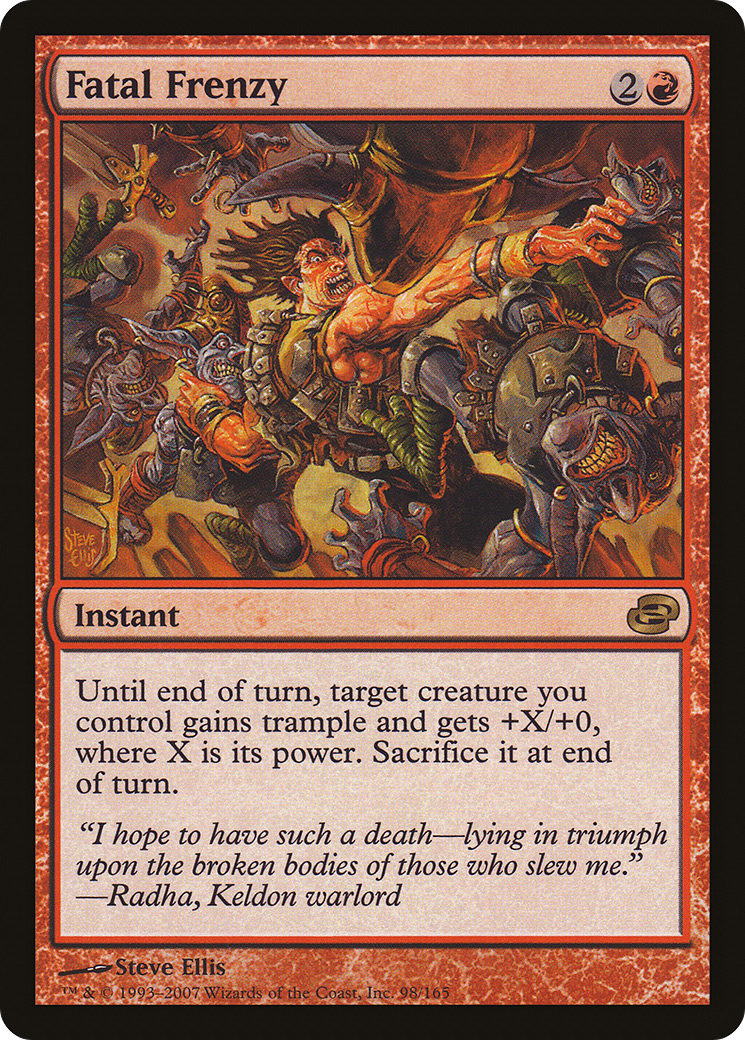 Fatal Frenzy 2
STEVE
ELLIS
Instant
Until end of turn, target creature you
control gains trample and gets +X/+0,
where X is its power. Sacrifice it at end
of turn.
“I hope to have such a death—lying in triumph
upon the broken bodies of those who slew me.”
—Radha, Keldon warlord
Steve Ellis
™ & © 1993–2007 Wizards of the Coast, Inc. 98/165